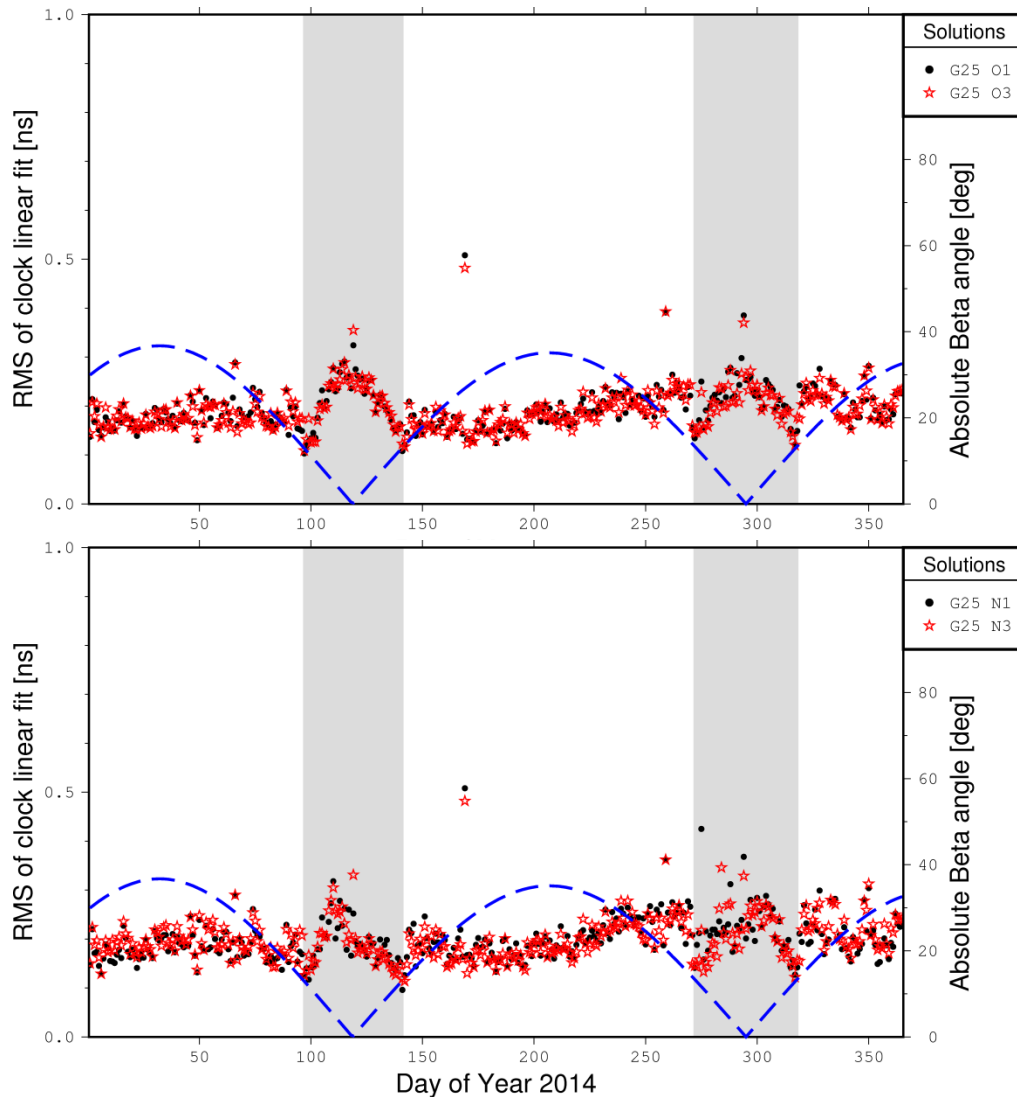 1.0
0.5
0.0
RMS of clock linear fit [ns]
50 100 150 200 250 300 350
80
60
40
20
0
Absolute Beta angle [deg]
Solutions
G25 O1
G25 O3
1.0
0.5
0.0
RMS of clock linear fit [ns]
50 100 150 200 250 300 350
Day of Year 2014
80
60
40
20
0
Absolute Beta angle [deg]
Solutions
G25 N1
G25 N3